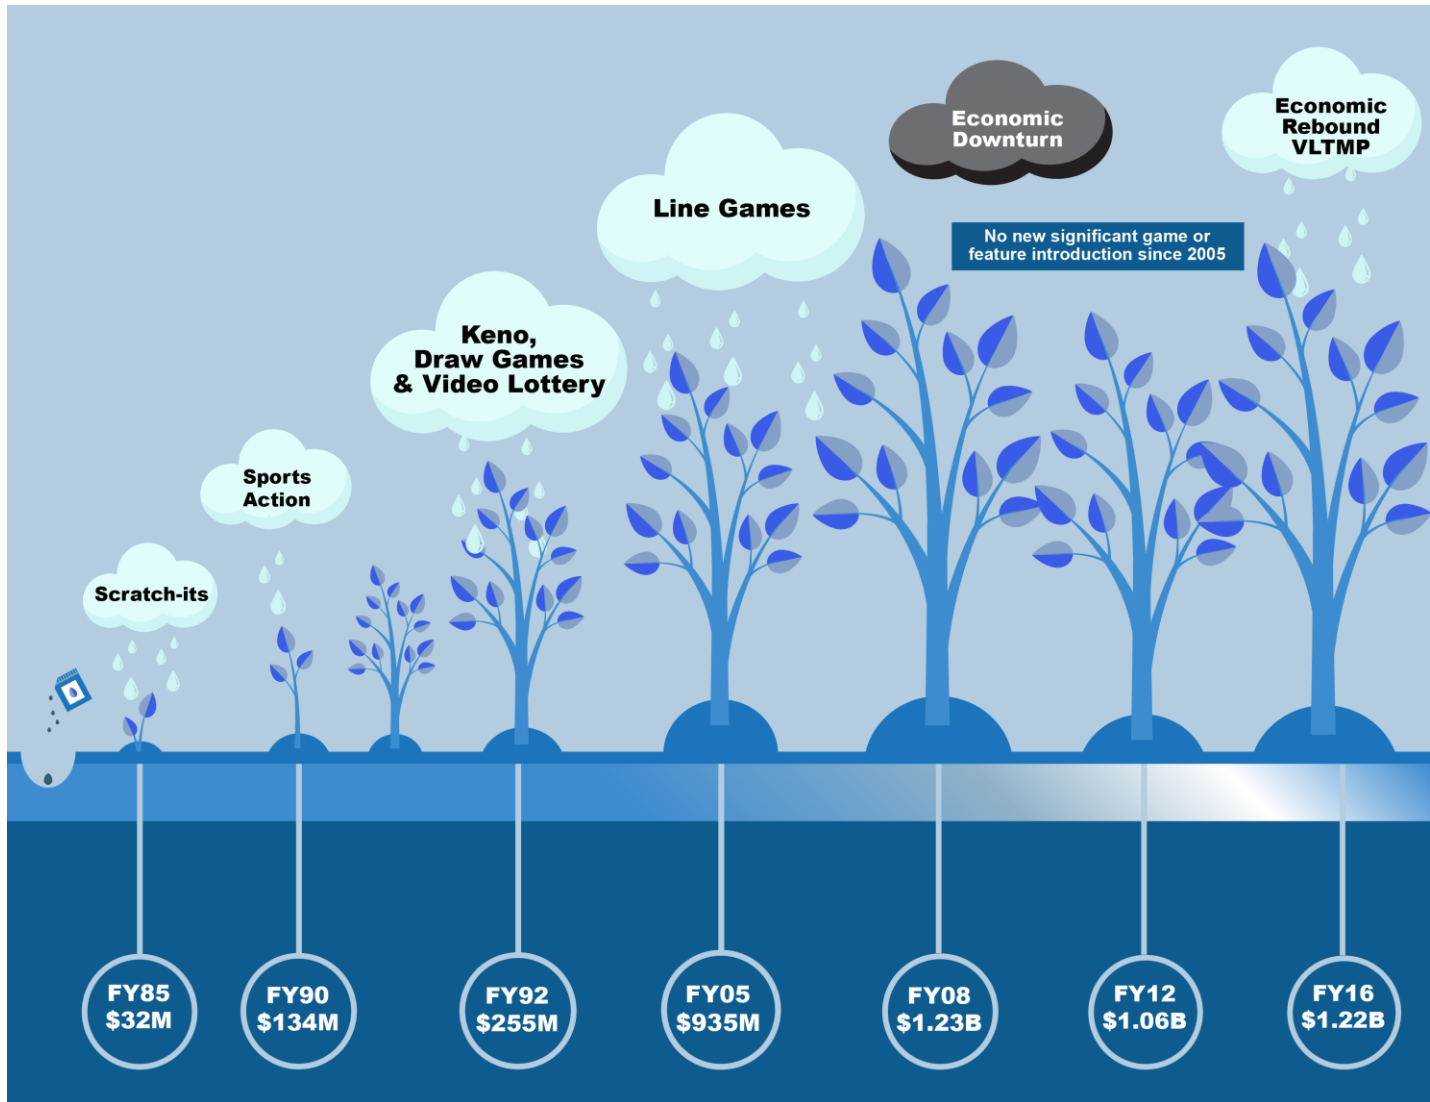 Scratch-its
Sports
Action
Keno,
Draw Games
& Video Lottery
Line Games
Economic
Downturn
Economic
Rebound
VLTMP
No new significant game or
feature introduction since 2005
FY85
$32M
FY90
$134M
FY92
$255M
FY05
$935M
FY08
$1.23B
FY12
$1.06B
FY16
$1.22B